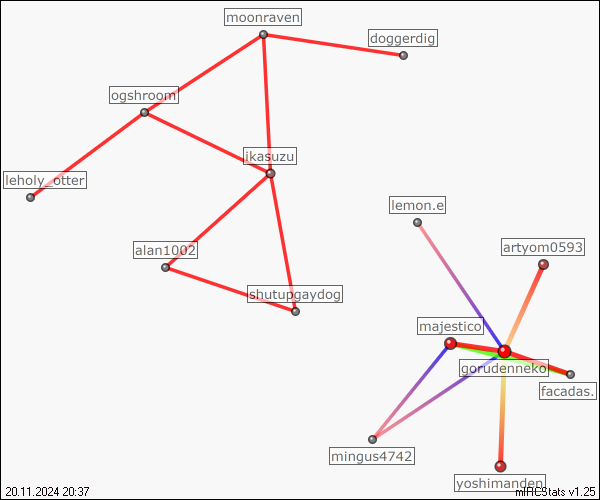 moonraven
doggerdig
ogshroom
ikasuzu
leholy_otter
lemon.e
alan1002
artyom0593
shutupgaydog
majestico
gorudenneko
facadas.
mingus4742
yoshimanden
20.11.2024 20:37
mIRCStats v1.25